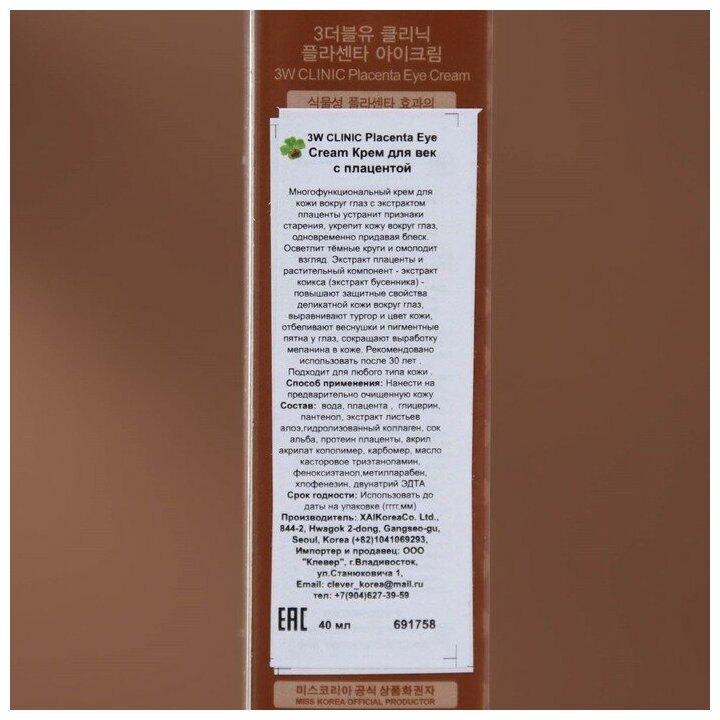 3더블유 클리닉
플라센타 아이크림
3W CLINIC Placenta Eye Cream
식물성 플라센타 효과의
3W CLINIC Placenta Eye
Cream Крем для век
с плацентой
Многофункциональный крем для
кожи вокруг глаз с экстрактом
плаценты устранит признаки
старения, укрепит кожу вокруг глаз,
одновременно придавая блеск.
Осветлит тёмные круги и омолодит
взгляд. Экстракт плаценты и
растительный компонент - экстракт
коикса (экстракт бусенника) -
повышают защитные свойства
деликатной кожи вокруг глаз,
выравнивают тургор и цвет кожи,
отбеливают веснушки и пигментные
пятна у глаз, сокращают выработку
меланина в коже. Рекомендовано
использовать после 30 лет .
Подходит для любого типа кожи .
Способ применения: Нанести на
предварительно очищенную кожу
Состав: вода, плацента , глицерин,
пантенол, экстракт листьев
алоэ,гидролизованный коллаген, сок
альба, протеин плаценты, акрил
акрилат кополимер, карбомер, масло
касторовое триэтаноламин,
феноксиэтанол,метилпарабен,
хлофенезин, двунатрий ЭДТА
Срок годности: Использовать до
даты на упаковке (гггг.мм)
Производитель: XAIKoreaCo. Ltd.,
844-2, Hwagok 2-dong, Gangseo-gu,
Seoul, Korea (+82)1041069293,
Импортер и продавец: ООО
"Клевер", г.Владивосток,
ул.Станюковича 1,
Email: clever_korea@mail.ru
тел: +7(904)627-39-59
EAC 40 мл 691758
미스코리아 공식 상품화권자
MISS KOREA OFFICIAL PRODUCTOR